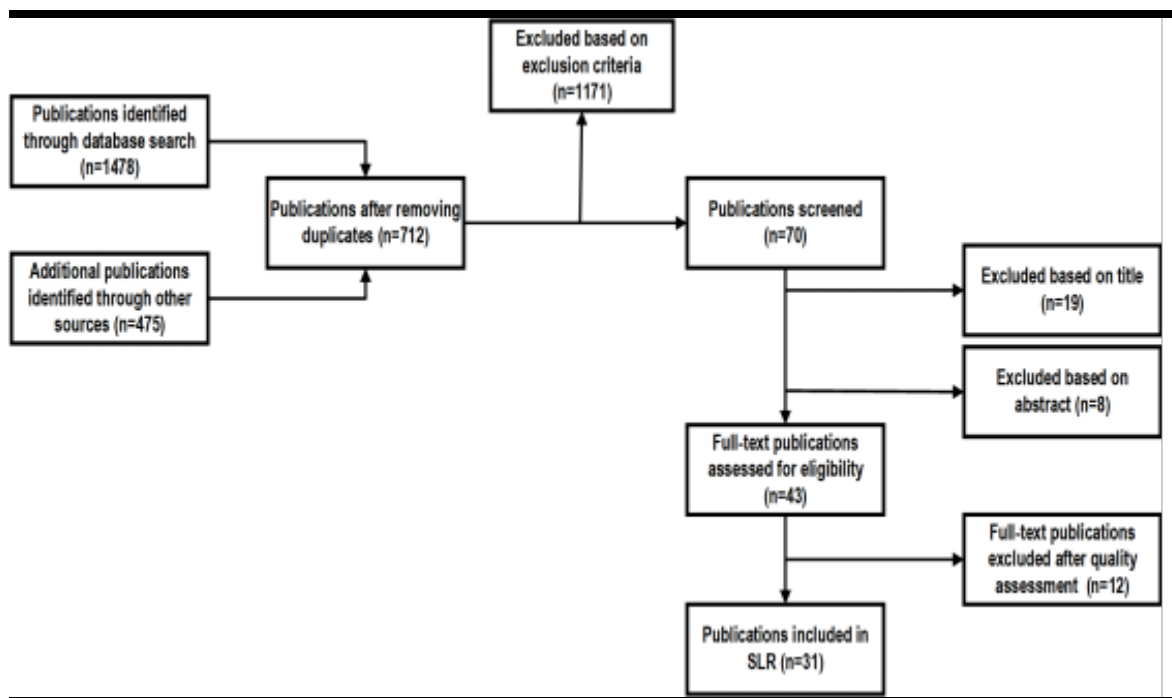 Excluded based on
exclusion criteria
(n=1171)
Publications identified
through database search
(n=1478)
Publications after removing
duplicates (n=712)
Additional publications
identified through other
sources (n=475)
Publications screened
(n=70)
Excluded based on title
(n=19)
Excluded based on
abstract (n=8)
Full-text publications
assessed for eligibility
(n=43)
Full-text publications
excluded after quality
assessment (n=12)
Publications included in
SLR (n=31)